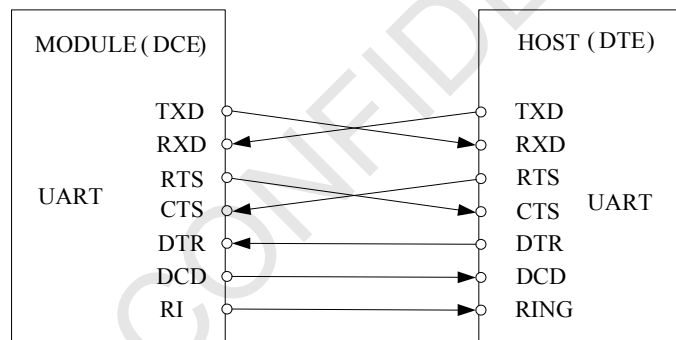 MODULE (DCE)
HOST (DTE)
TXD
TXD
RXD
RXD
RTS
RTS
UART
UART
CTS
CTS
DTR
DTR
DCD
DCD
RI
RING
CONFIDE